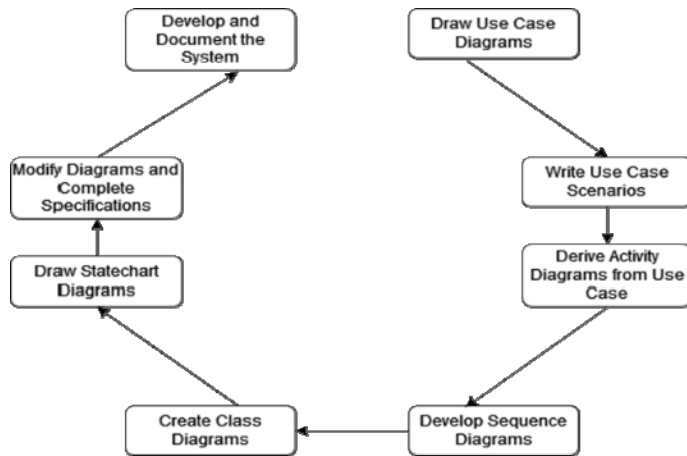 Develop and
Document the
System
Draw Use Case
Diagrams
Modify Diagrams and
Complete
Specifications
Write Use Case
Scenarios
Draw Statechart
Diagrams
Derive Activity
Diagrams from Use
Case
Create Class
Diagrams
Develop Sequence
Diagrams